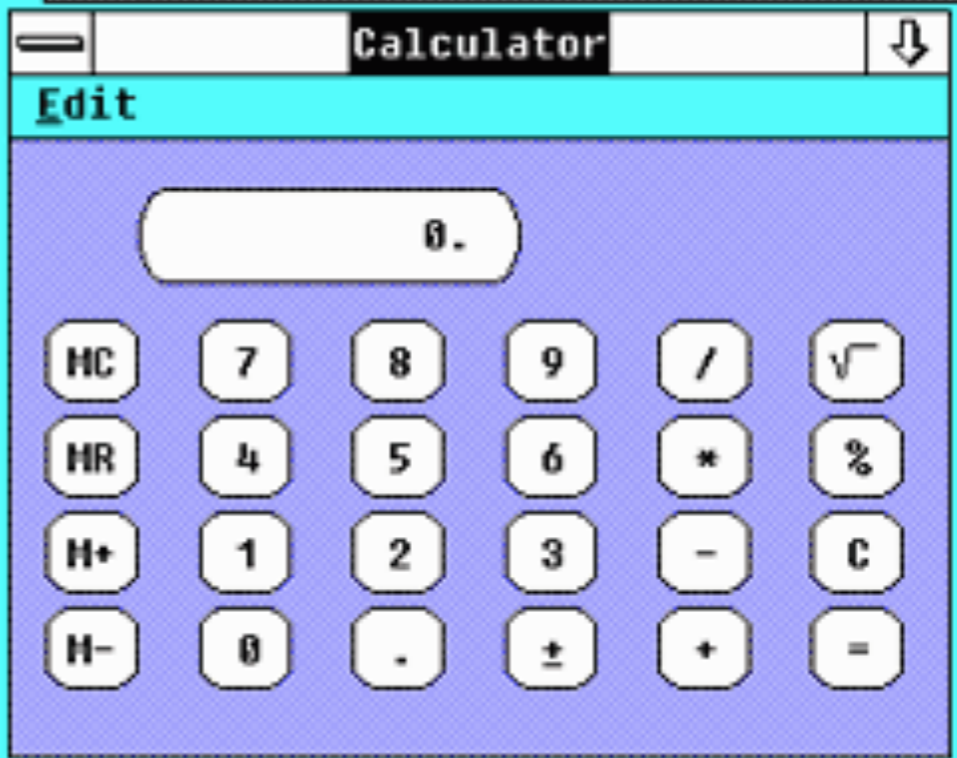 Calculator
Edit
0.
MC 7 8 9 / √
MR 4 5 6 * %
M+ 1 2 3 - C
M- 0 . ± + =